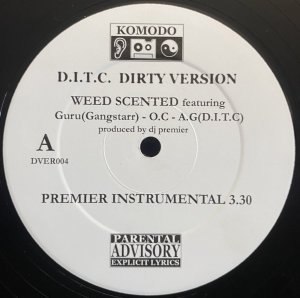 KOMODO
D.I.T.C. DIRTY VERSION
WEED SCENTED featuring
Guru(Gangstarr) - O.C - A.G(D.I.T.C)
produced by dj premier
A
DVER004
PREMIER INSTRUMENTAL 3.30
PARENTAL
ADVISORY
EXPLICIT LYRICS